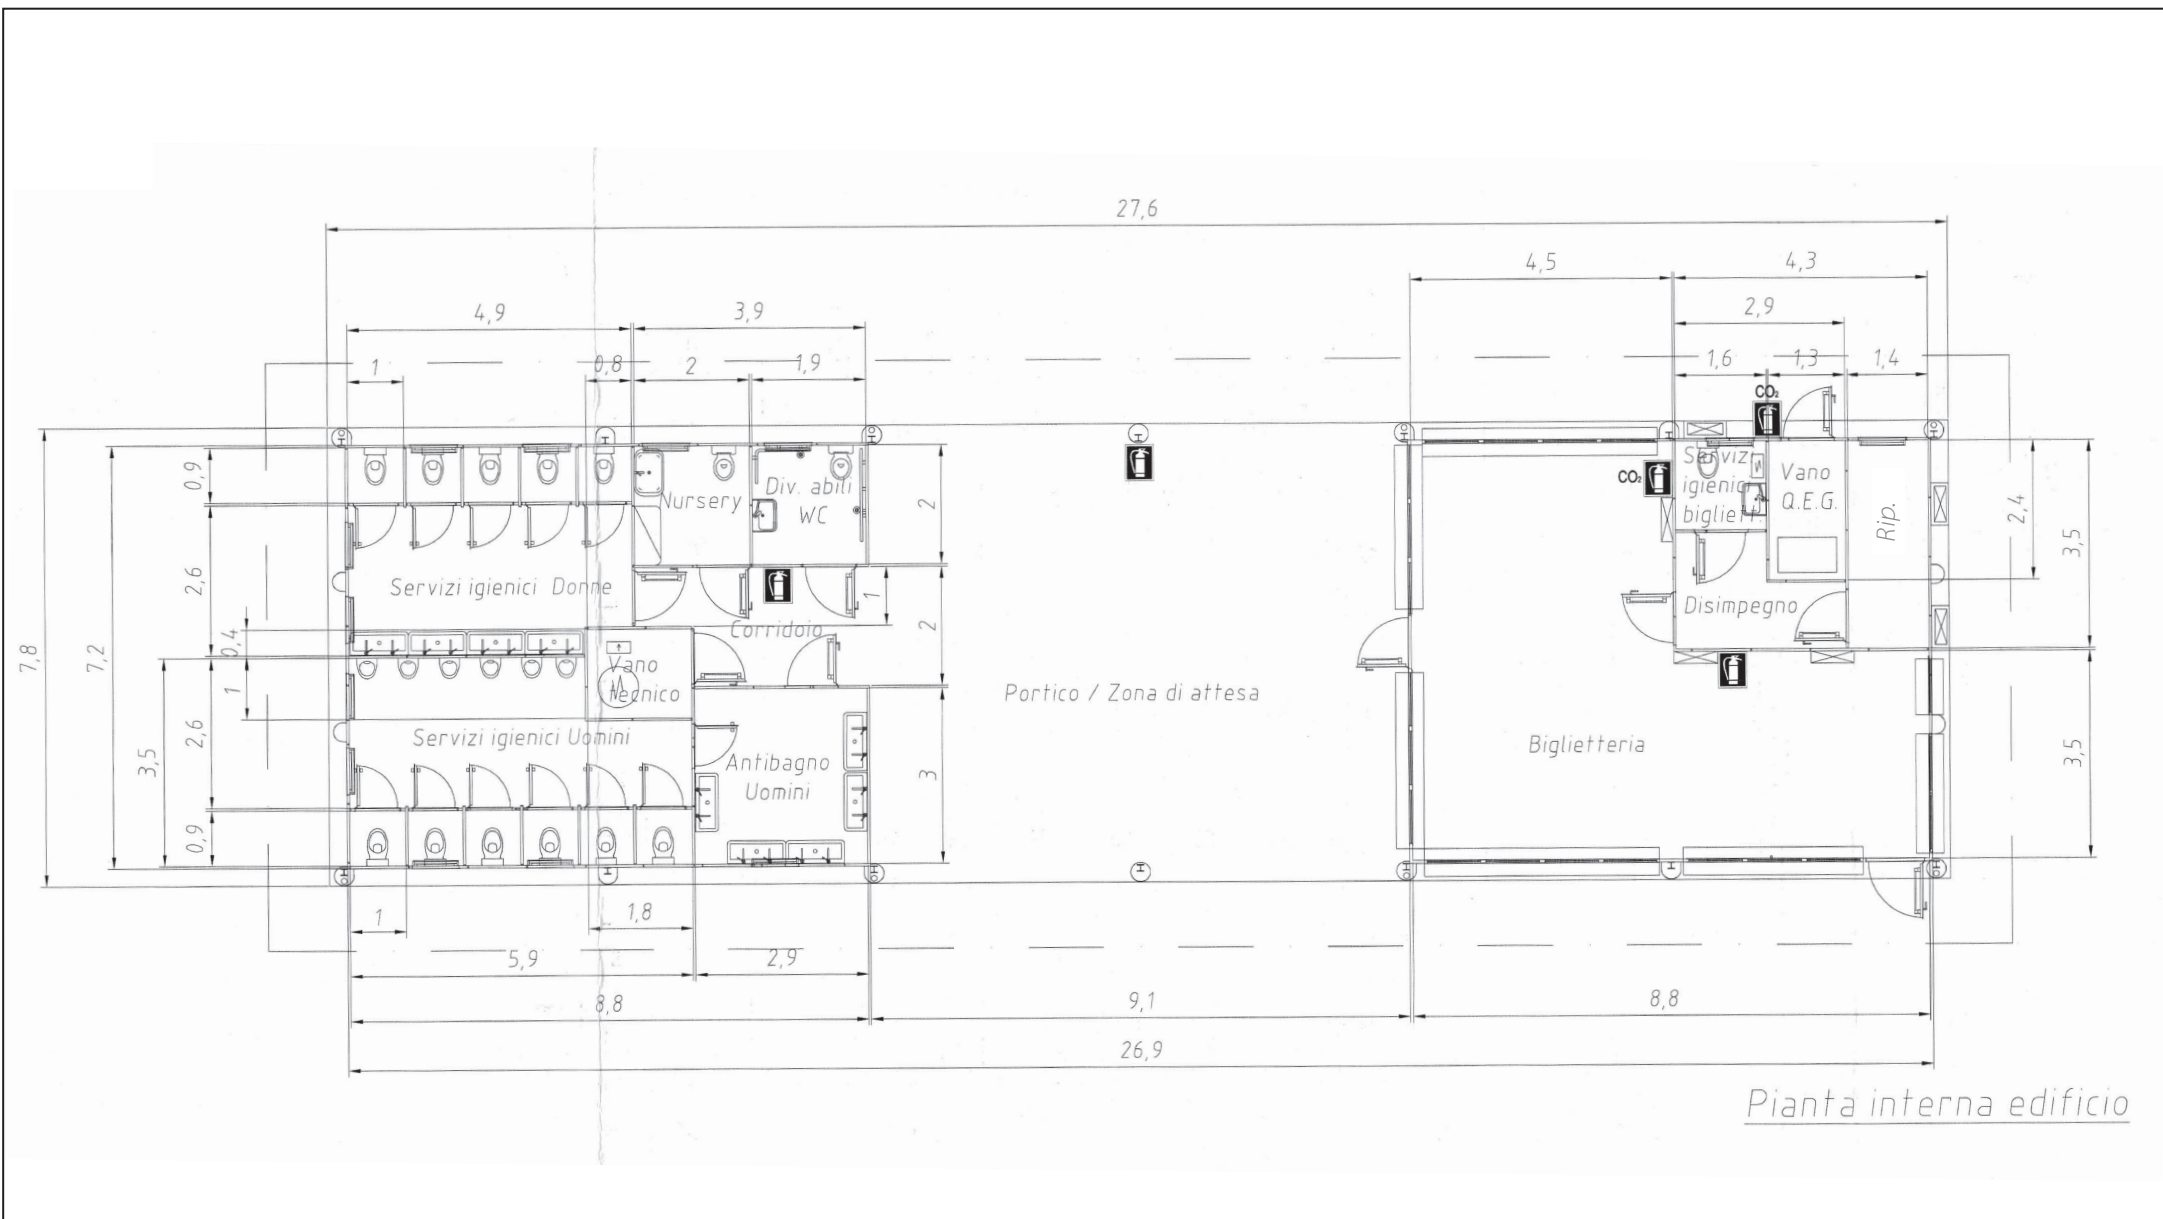 27,6
4,5
4,3
4,9
3,9
2,9
1
0,8
2
1,9
1,6
1,3
1,4
CO₂
CO₂
0,9
Nursery
Div. abili
WC
2
Servizi
igienici
bigliett.
Vano
Q.E.G.
Rip.
2,4
3,5
2,6
Servizi igienici Donne
1
Disimpegno
0,4
Corridoio
2
7,8
7,2
Vano
tecnico
1
Portico / Zona di attesa
Servizi igienici Uomini
2,6
3,5
Antibagno
Uomini
3
Biglietteria
3,5
0,9
1
1,8
5,9
2,9
8,8
9,1
8,8
26,9
Pianta interna edificio